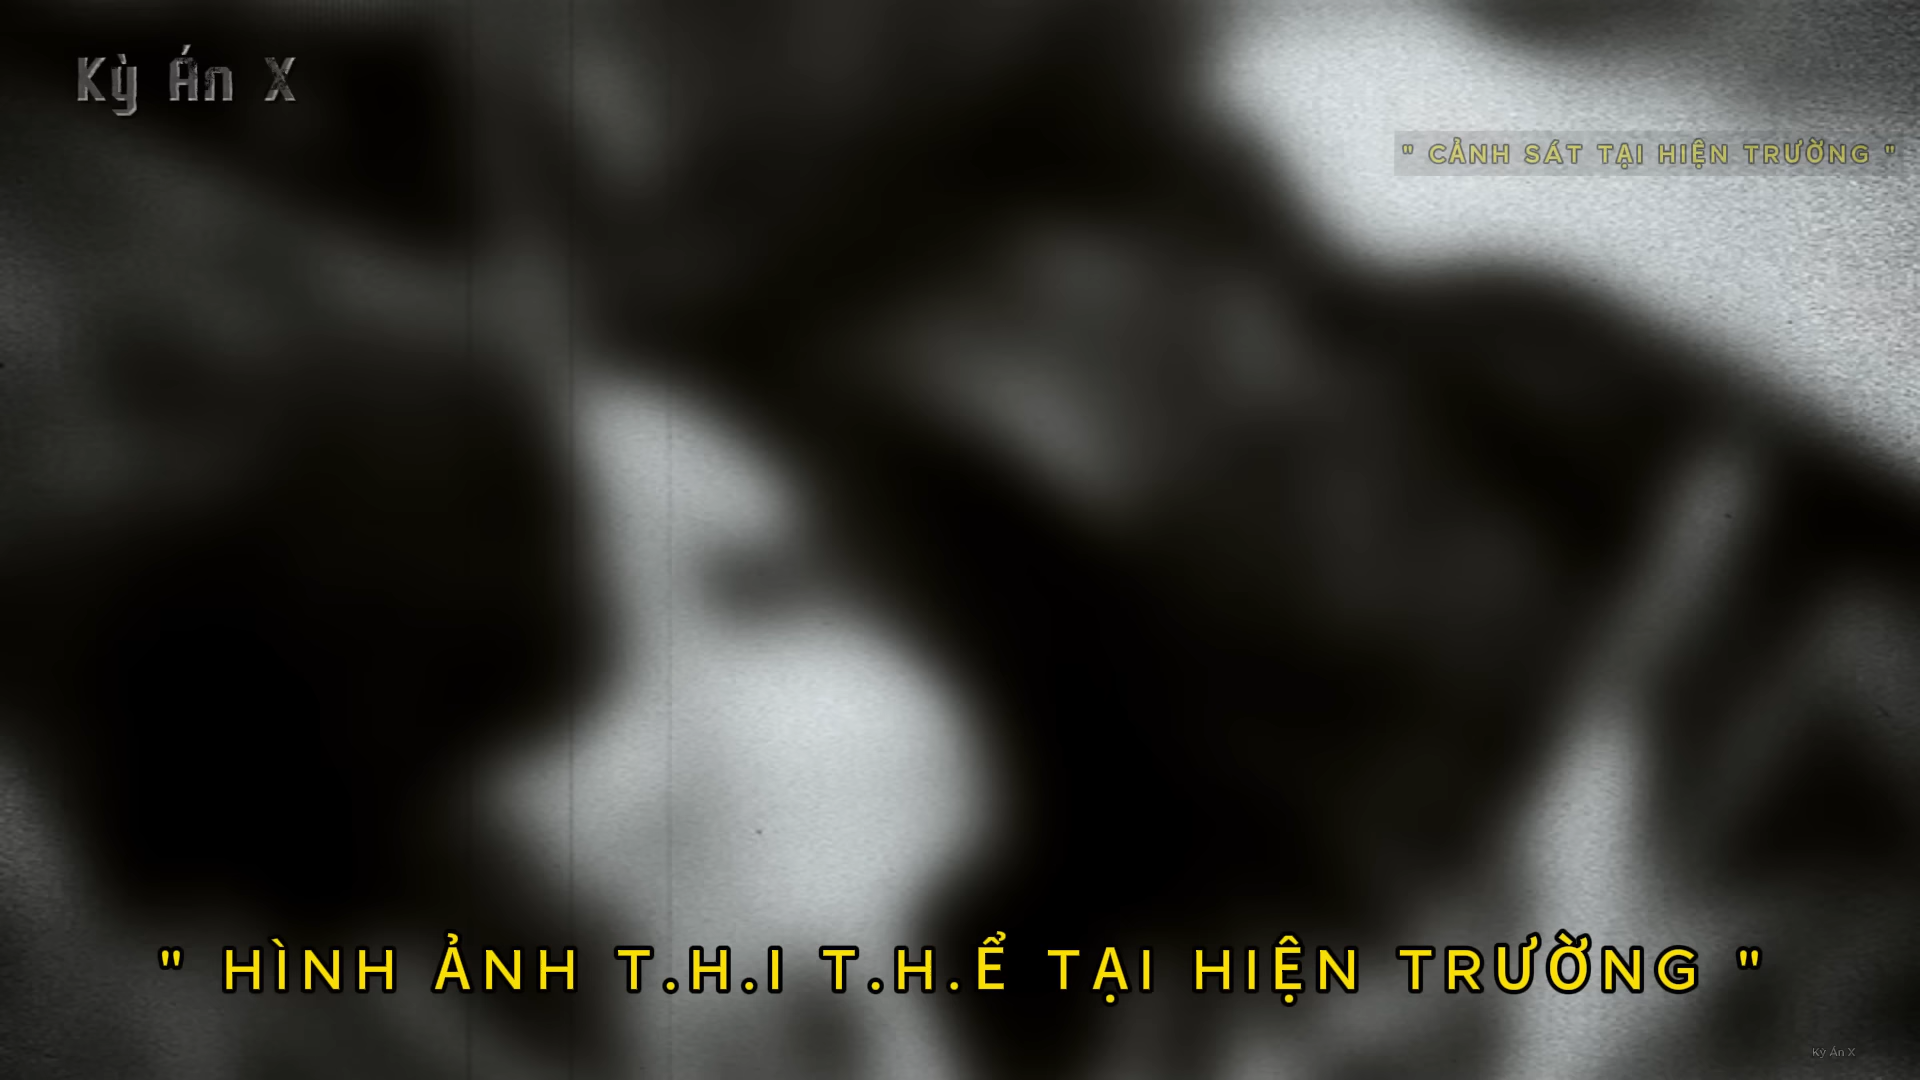 Kỳ Án X
" CẢNH SÁT TẠI HIỆN TRƯỜNG "
" HÌNH ẢNH T.H.I T.H.Ể TẠI HIỆN TRƯỜNG "
Kỳ Án X